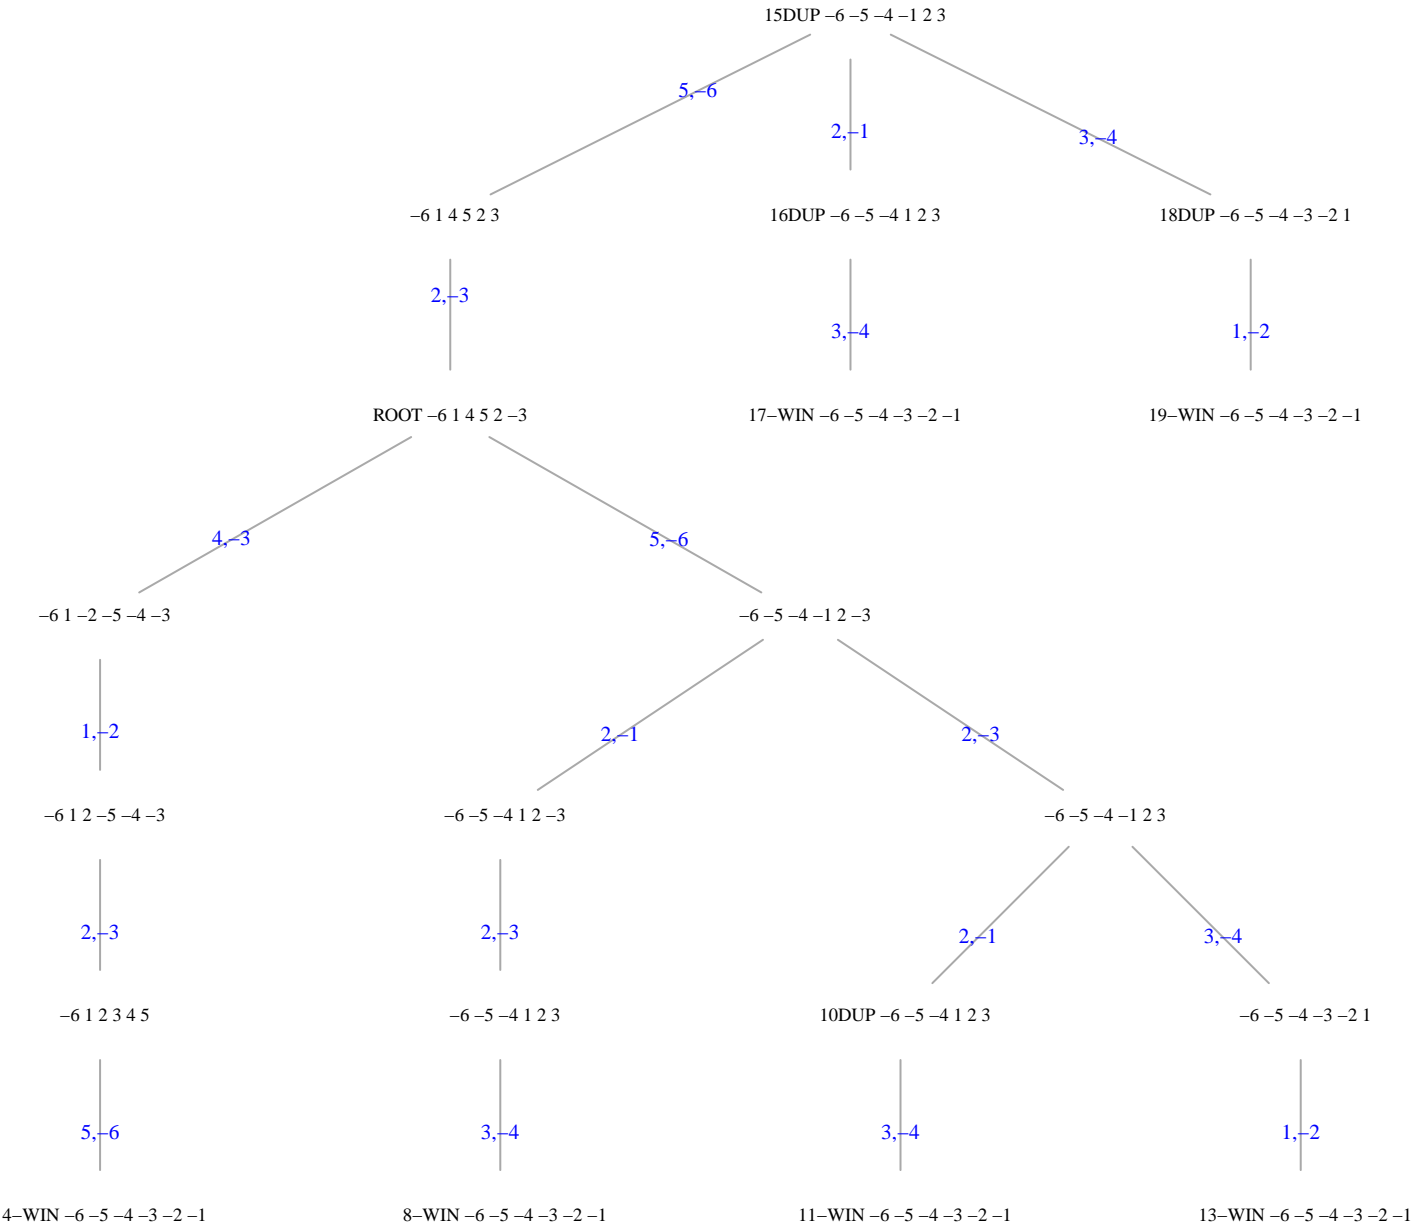 15DUP –6 –5 –4 –1 2 3
5,–6
2,–1
3,–4
–6 1 4 5 2 3
16DUP –6 –5 –4 1 2 3
18DUP –6 –5 –4 –3 –2 1
2,–3
3,–4
1,–2
ROOT –6 1 4 5 2 –3
17–WIN –6 –5 –4 –3 –2 –1
19–WIN –6 –5 –4 –3 –2 –1
4,–3
5,–6
–6 1 –2 –5 –4 –3
–6 –5 –4 –1 2 –3
1,–2
2,–1
2,–3
–6 1 2 –5 –4 –3
–6 –5 –4 1 2 –3
–6 –5 –4 –1 2 3
2,–3
2,–3
2,–1
3,–4
–6 1 2 3 4 5
–6 –5 –4 1 2 3
10DUP –6 –5 –4 1 2 3
–6 –5 –4 –3 –2 1
5,–6
3,–4
3,–4
1,–2
4–WIN –6 –5 –4 –3 –2 –1
8–WIN –6 –5 –4 –3 –2 –1
11–WIN –6 –5 –4 –3 –2 –1
13–WIN –6 –5 –4 –3 –2 –1